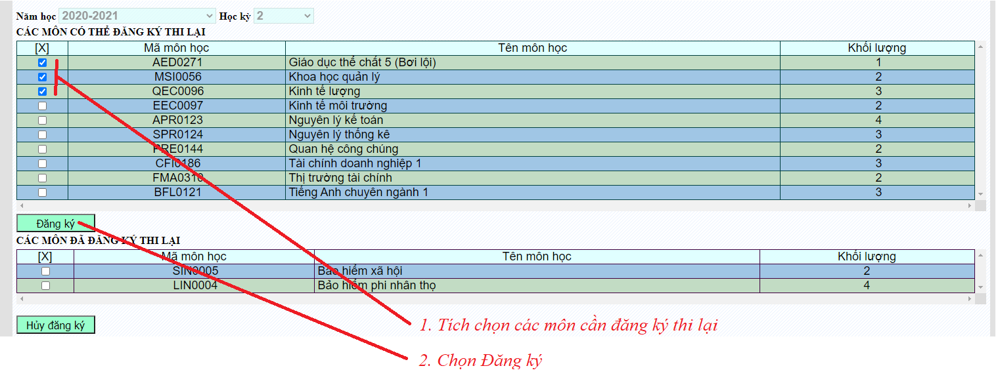 Năm học 2020-2021 Học kỳ 2
CÁC MÔN CÓ THỂ ĐĂNG KÝ THI LẠI
[X] Mã môn học Tên môn học Khối lượng
AED0271 Giáo dục thể chất 5 (Bơi lội) 1
MSI0056 Khoa học quản lý 2
QEC0096 Kinh tế lượng 3
EEC0097 Kinh tế môi trường 2
APR0123 Nguyên lý kế toán 4
SPR0124 Nguyên lý thống kê 3
PRE0144 Quan hệ công chúng 2
CFI0186 Tài chính doanh nghiệp 1 3
FMA0310 Thị trường tài chính 2
BFL0121 Tiếng Anh chuyên ngành 1 3
Đăng ký
CÁC MÔN ĐÃ ĐĂNG KÝ THI LẠI
[X] Mã môn học Tên môn học Khối lượng
SIN0005 Bảo hiểm xã hội 2
LIN0004 Bảo hiểm phi nhân thọ 4
Hủy đăng ký
1. Tích chọn các môn cần đăng ký thi lại
2. Chọn Đăng ký